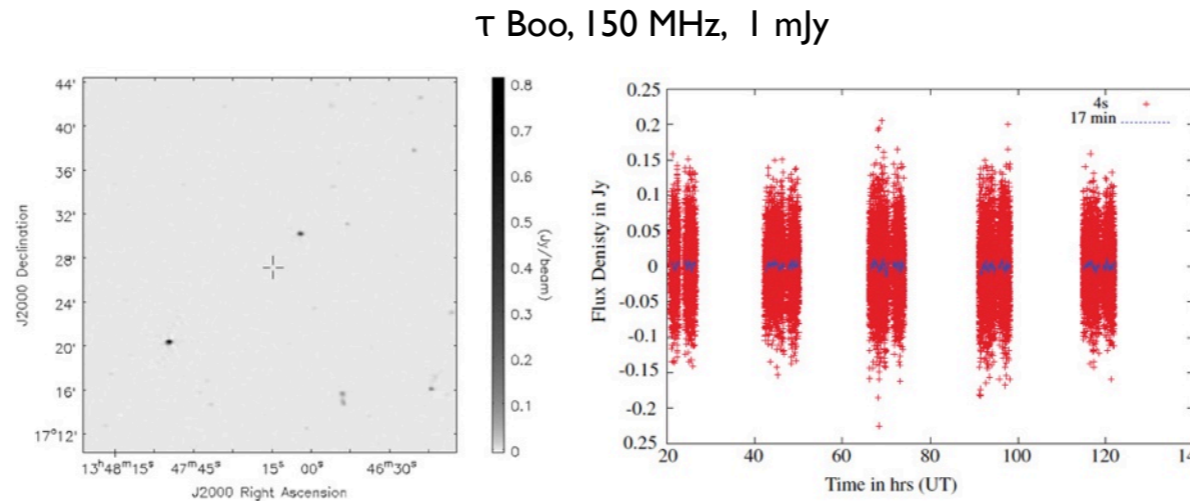 τ Boo, 150 MHz, 1 mJy
44'
40'
36'
32'
28'
24'
20'
16'
17°12'
J2000 Declination
13ʰ48ᵐ15ˢ 47ᵐ45ˢ 15ˢ 00ˢ 46ᵐ30ˢ
J2000 Right Ascension
0.8
0.7
0.6
0.5
0.4
0.3
0.2
0.1
0
(Jy/beam)
0.25
0.2
0.15
0.1
0.05
0
-0.05
-0.1
-0.15
-0.2
0.25
Flux Denisty in Jy
4s
17 min
20 40 60 80 100 120 14
Time in hrs (UT)